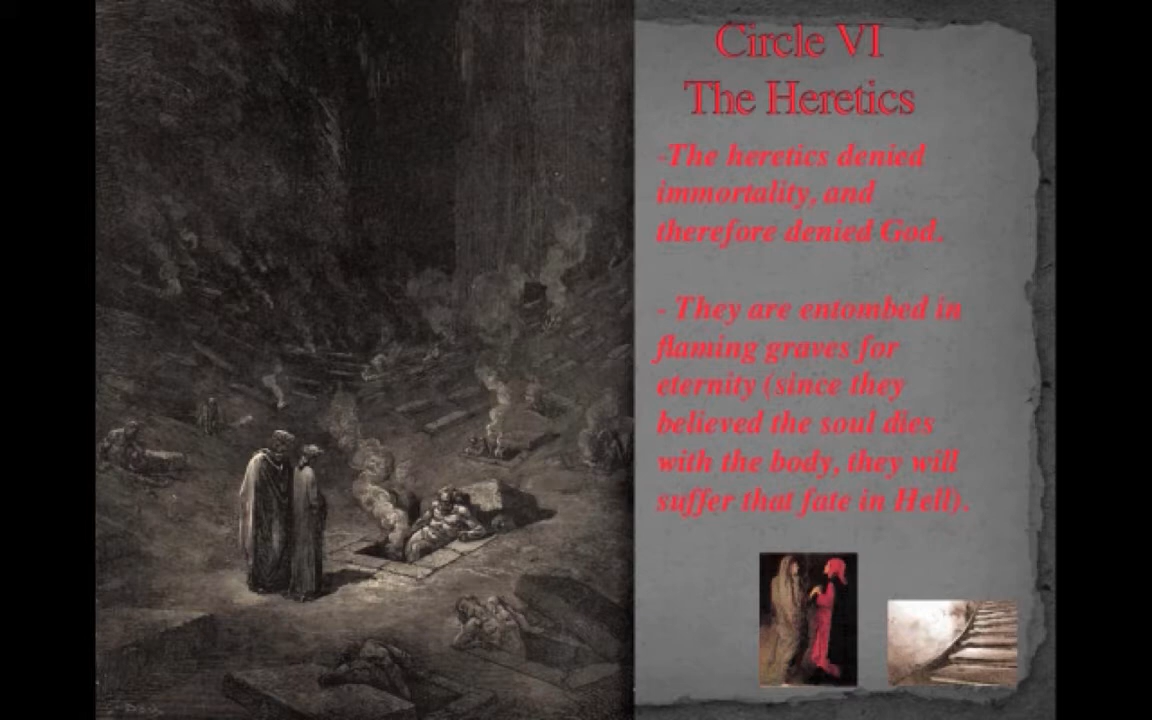 Circle VI
The Heretics
-The heretics denied
immortality, and
therefore denied God.
- They are entombed in
flaming graves for
eternity (since they
believed the soul dies
with the body, they will
suffer that fate in Hell).